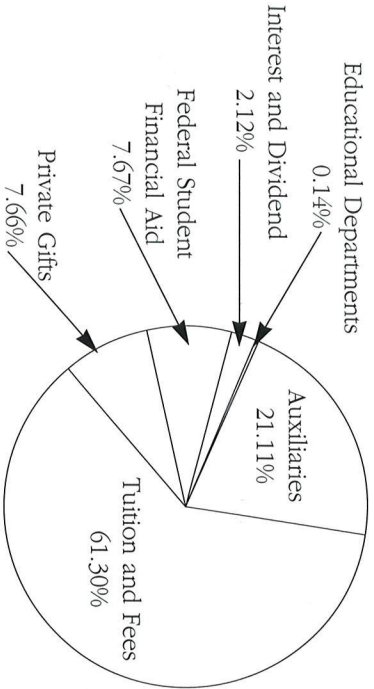 Educational Departments
0.14%
Interest and Dividend
2.12%
Federal Student
Financial Aid
7.67%
Private Gifts
7.66%
Auxiliaries
21.11%
Tuition and Fees
61.30%